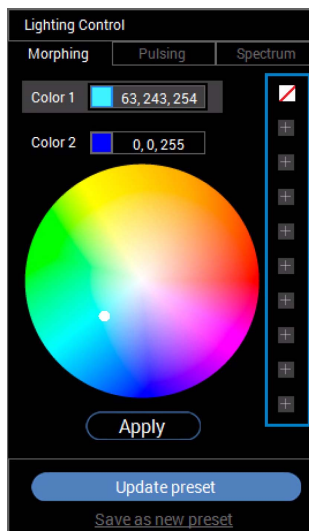 Lighting Control
Morphing Pulsing Spectrum
Color 1 63, 243, 254
Color 2 0, 0, 255
Apply
Update preset
Save as new preset